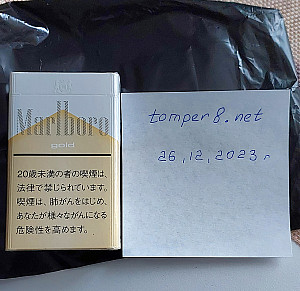 Marlboro
gold
20歳未満の者の喫煙は、
法律で禁じられています。
喫煙は、肺がんをはじめ、
あなたが様々ながんになる
危険性を高めます。
tomper8.net
26,12,2023г